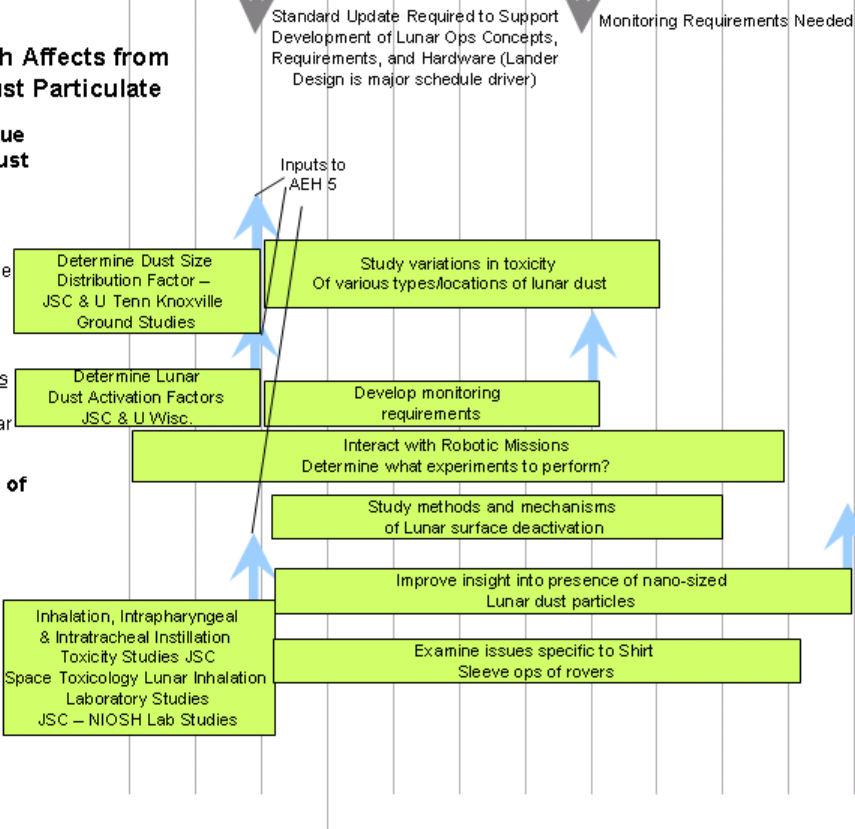 Standard Update Required to Support
Development of Lunar Ops Concepts,
Requirements, and Hardware (Lander
Design is major schedule driver)
Monitoring Requirements Needed
h Affects from
ust Particulate
ue
ust
Inputs to
AEH 5
e
Determine Dust Size
Distribution Factor –
JSC & U Tenn Knoxville
Ground Studies
Study variations in toxicity
Of various types/locations of lunar dust
s
ar
Determine Lunar
Dust Activation Factors
JSC & U Wisc.
Develop monitoring
requirements
Interact with Robotic Missions
Determine what experiments to perform?
of
Study methods and mechanisms
of Lunar surface deactivation
Improve insight into presence of nano-sized
Lunar dust particles
Inhalation, Intrapharyngeal
& Intratracheal Instillation
Toxicity Studies JSC
Space Toxicology Lunar Inhalation
Laboratory Studies
JSC – NIOSH Lab Studies
Examine issues specific to Shirt
Sleeve ops of rovers